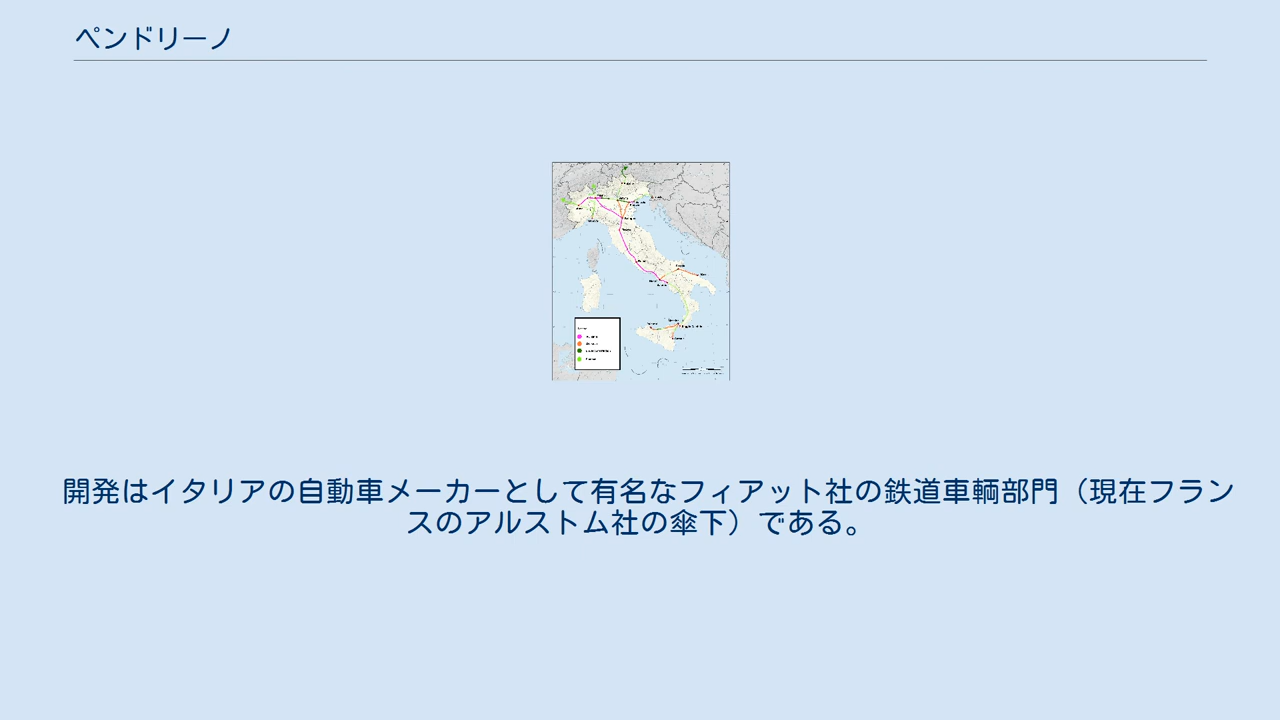 ペンドリーノ
開発はイタリアの自動車メーカーとして有名なフィアット社の鉄道車輌部門（現在フラン
スのアルストム社の傘下）である。